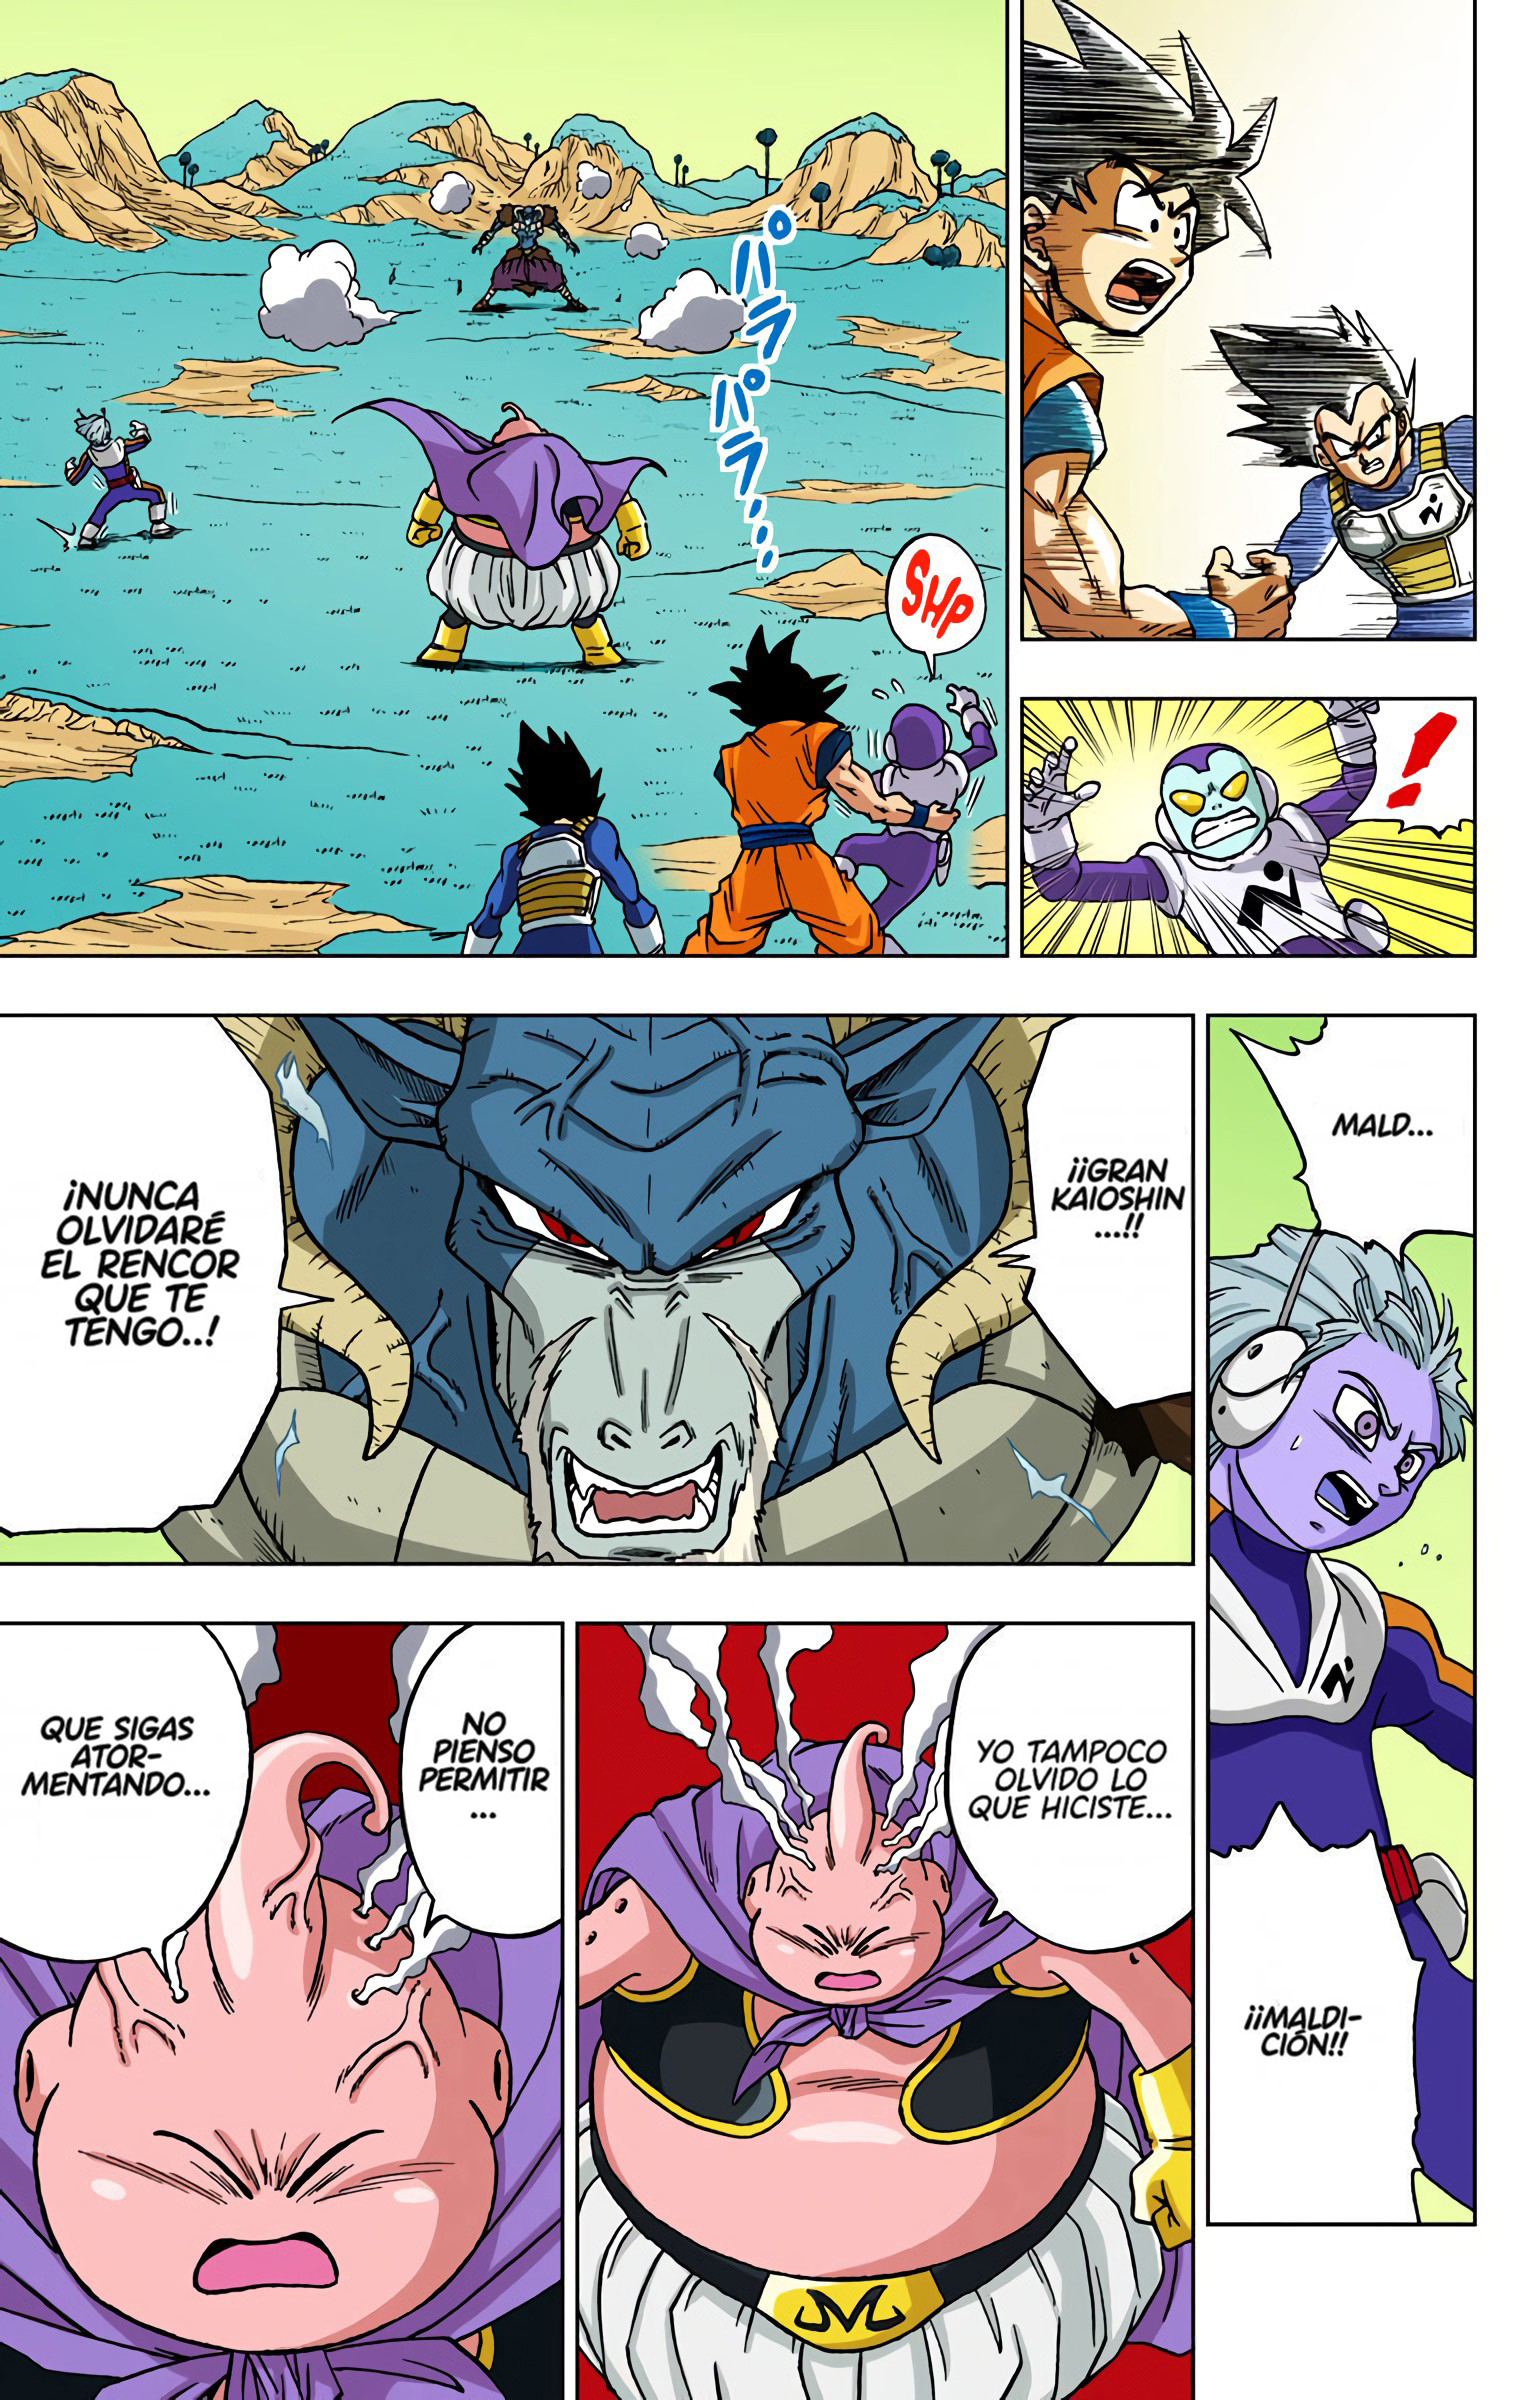 パラパラ…
SHP
MALD...
¡¡MALDI-
CIÓN!!
¡¡GRAN
KAIOSHIN
...!!
¡NUNCA
OLVIDARÉ
EL RENCOR
QUE TE
TENGO..!
YO TAMPOCO
OLVIDO LO
QUE HICISTE...
NO
PIENSO
PERMITIR
...
QUE SIGAS
ATOR-
MENTANDO...